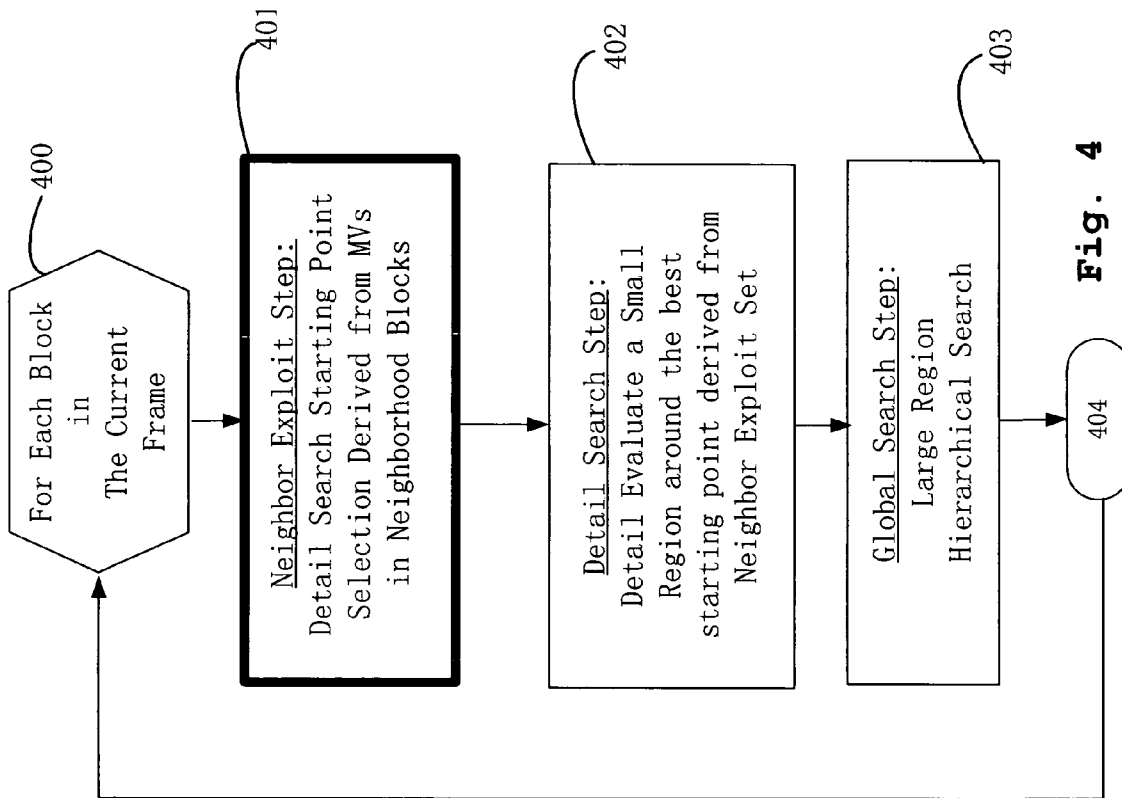 For Each Block
in
The Current
Frame
400
Neighbor Exploit Step:
Detail Search Starting Point
Selection Derived from MVs
in Neighborhood Blocks
401
Detail Search Step:
Detail Evaluate a Small
Region around the best
starting point derived from
Neighbor Exploit Set
402
Global Search Step:
Large Region
Hierarchical Search
403
404
Fig. 4